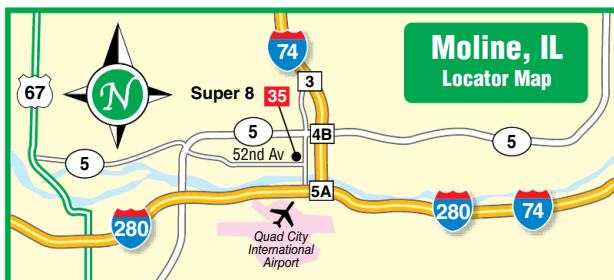 Moline, IL
Locator Map
74
67
N
3
Super 8 35
5
4B
5
52nd Av
5
5A
280
280
74
Quad City
International
Airport